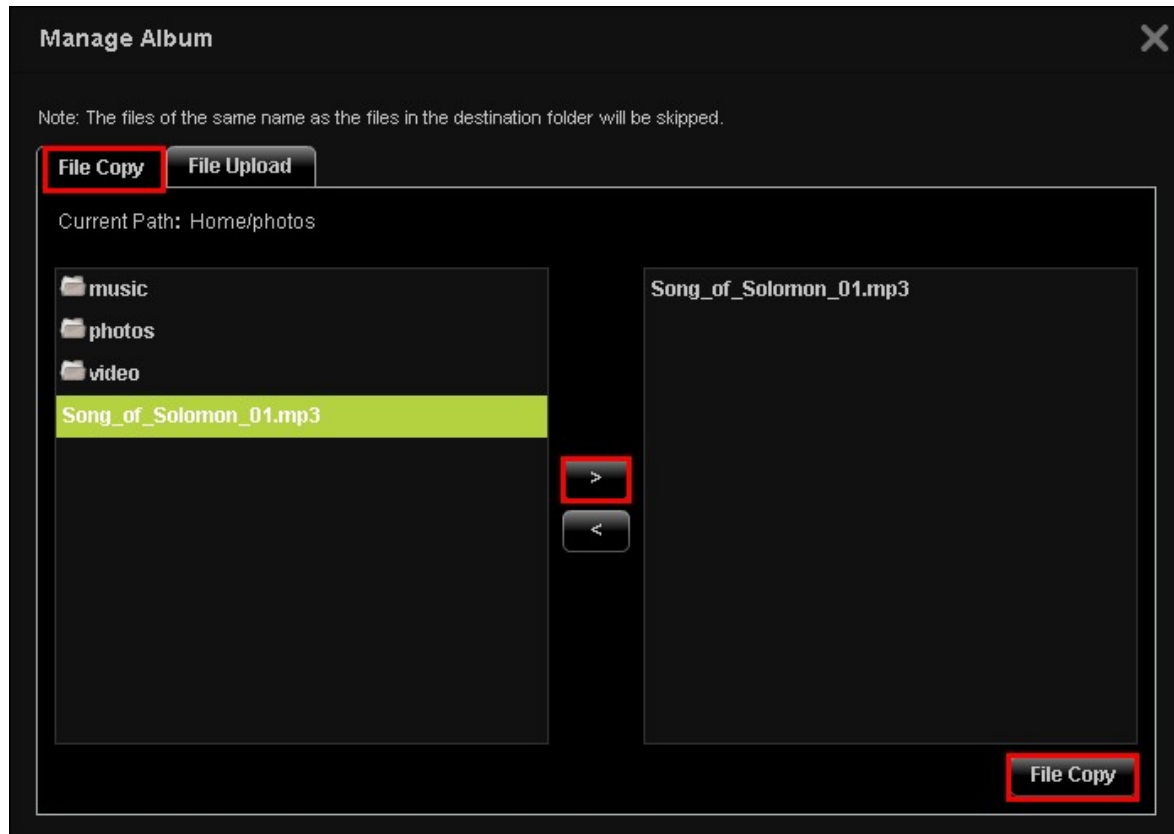 Manage Album
Note: The files of the same name as the files in the destination folder will be skipped.
File Copy
File Upload
Current Path: Home/photos
music
photos
video
Song_of_Solomon_01.mp3
>
<
Song_of_Solomon_01.mp3
File Copy